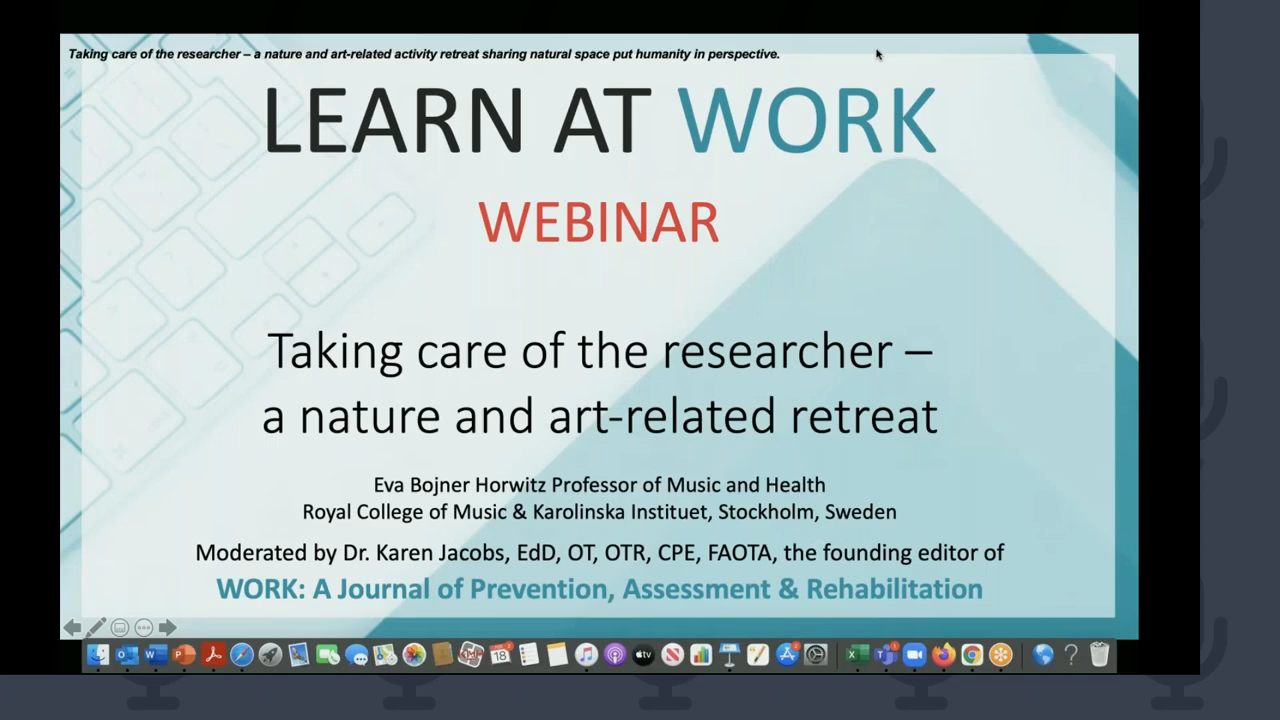 Taking care of the researcher – a nature and art-related activity retreat sharing natural space put humanity in perspective.
LEARN AT WORK
WEBINAR
Taking care of the researcher –
a nature and art-related retreat
Eva Bojner Horwitz Professor of Music and Health
Royal College of Music & Karolinska Instituet, Stockholm, Sweden
Moderated by Dr. Karen Jacobs, EdD, OT, OTR, CPE, FAOTA, the founding editor of
WORK: A Journal of Prevention, Assessment & Rehabilitation
18
tv